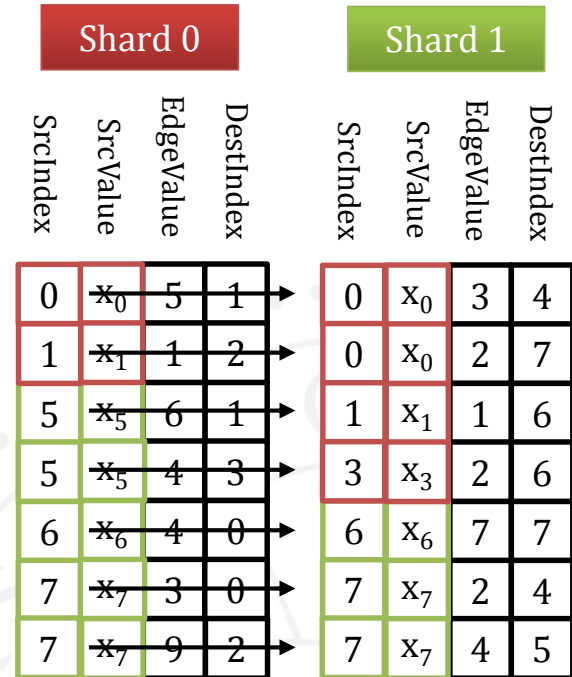 Shard 0 Shard 1
SrcIndex SrcValue EdgeValue DestIndex SrcIndex SrcValue EdgeValue DestIndex
0 x₀ 5 1 0 x₀ 3 4
1 x₁ 1 2 0 x₀ 2 7
5 x₅ 6 1 1 x₁ 1 6
5 x₅ 4 3 3 x₃ 2 6
6 x₆ 4 0 6 x₆ 7 7
7 x₇ 3 0 7 x₇ 2 4
7 x₇ 9 2 7 x₇ 4 5